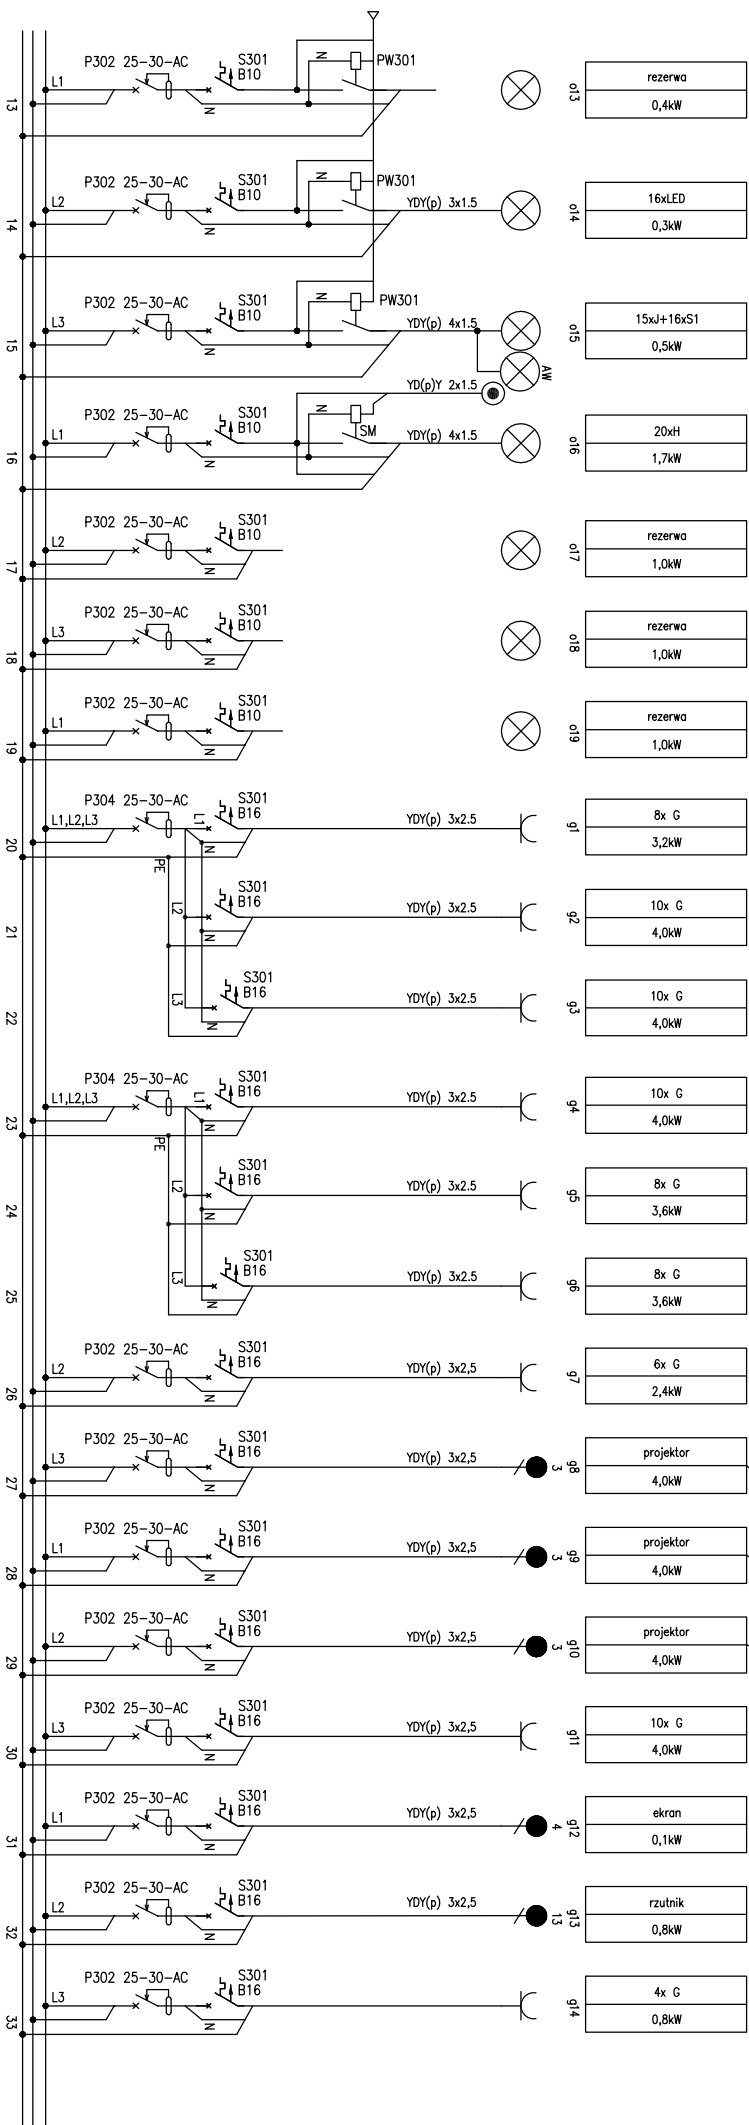 P302 25-30-AC
S301
B10
N
PW301
L1
N
13
o13
rezerwa
0,4kW
P302 25-30-AC
S301
B10
N
PW301
L2
N
YDY(p) 3x1.5
14
o14
16xLED
0,3kW
P302 25-30-AC
S301
B10
N
PW301
L3
N
YDY(p) 4x1.5
15
o15
AW
15xJ+16xS1
0,5kW
YD(p)Y 2x1.5
P302 25-30-AC
S301
B10
N
SM
L1
N
YDY(p) 4x1.5
16
o16
20xH
1,7kW
P302 25-30-AC
S301
B10
L2
N
17
o17
rezerwa
1,0kW
P302 25-30-AC
S301
B10
L3
N
18
o18
rezerwa
1,0kW
P302 25-30-AC
S301
B10
L1
N
19
o19
rezerwa
1,0kW
P304 25-30-AC
S301
B16
L1,L2,L3
L1
N
PE
YDY(p) 3x2.5
20
g1
8x G
3,2kW
S301
B16
L2
N
YDY(p) 3x2.5
21
g2
10x G
4,0kW
S301
B16
L3
N
YDY(p) 3x2.5
22
g3
10x G
4,0kW
P304 25-30-AC
S301
B16
L1,L2,L3
L1
N
PE
YDY(p) 3x2.5
23
g4
10x G
4,0kW
S301
B16
L2
N
YDY(p) 3x2.5
24
g5
8x G
3,6kW
S301
B16
L3
N
YDY(p) 3x2.5
25
g6
8x G
3,6kW
P302 25-30-AC
S301
B16
L2
N
YDY(p) 3x2,5
26
g7
6x G
2,4kW
P302 25-30-AC
S301
B16
L3
N
YDY(p) 3x2,5
27
3
g8
projektor
4,0kW
P302 25-30-AC
S301
B16
L1
N
YDY(p) 3x2,5
28
3
g9
projektor
4,0kW
P302 25-30-AC
S301
B16
L2
N
YDY(p) 3x2,5
29
3
g10
projektor
4,0kW
P302 25-30-AC
S301
B16
L3
N
YDY(p) 3x2,5
30
g11
10x G
4,0kW
P302 25-30-AC
S301
B16
L1
N
YDY(p) 3x2,5
31
4
g12
ekran
0,1kW
P302 25-30-AC
S301
B16
L2
N
YDY(p) 3x2,5
32
13
g13
rzutnik
0,8kW
P302 25-30-AC
S301
B16
L3
N
33
g14
4x G
0,8kW